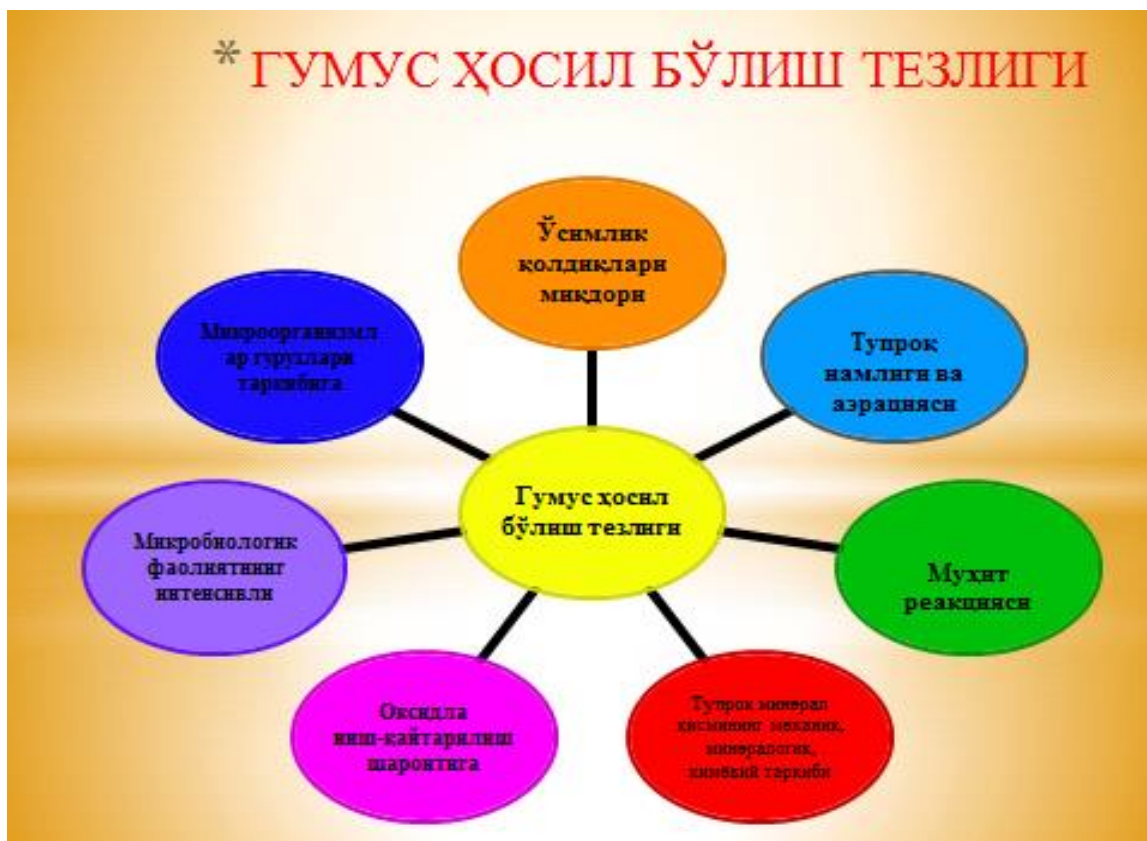 * ГУМУС ҲОСИЛ БЎЛИШ ТЕЗЛИГИ
Ўсимлик
қолдиқлари
миқдори
Тупроқ
намлиги ва
аэрацияси
Муҳит
реакцияси
Тупроқ минерал
қисмининг механик,
минералогик,
кимёвий таркиби
Оксидла
ниш-қайтарилиш
шароитига
Микробиологик
фаолиятнинг
интенсивли
Микроорганизмл
ар гуруҳлари
таркибига
Гумус ҳосил
бўлиш тезлиги